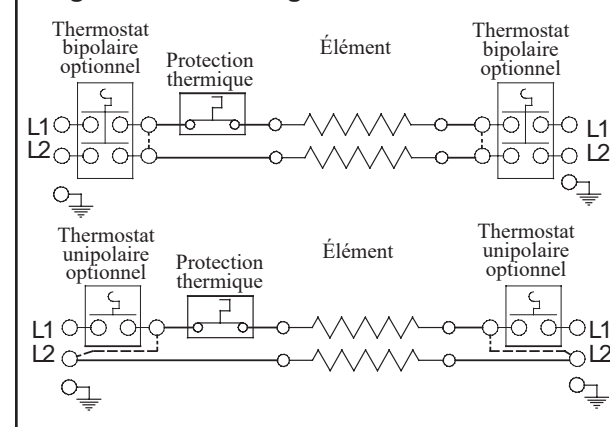 Thermostat
bipolaire
optionnel
Protection
thermique
Élément
Thermostat
bipolaire
optionnel
L1
L2
L1
L2
Thermostat
unipolaire
optionnel
Protection
thermique
Élément
Thermostat
unipolaire
optionnel
L1
L2
L1
L2